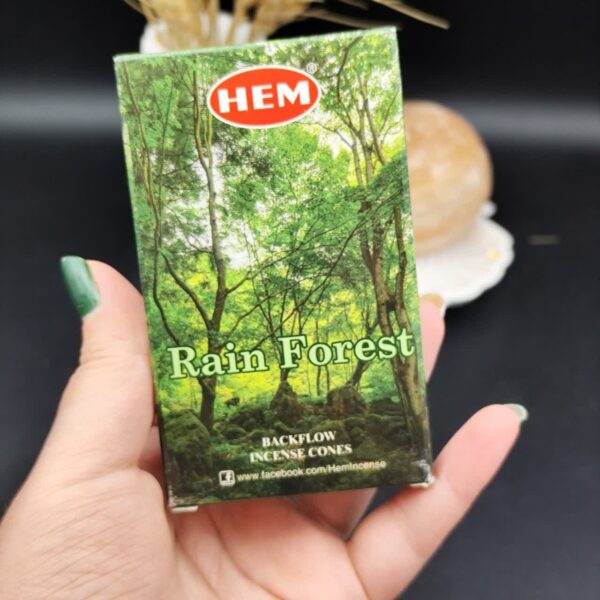 HEM®
Rain Forest
BACKFLOW
INCENSE CONES
f www.facebook.com/HemIncense